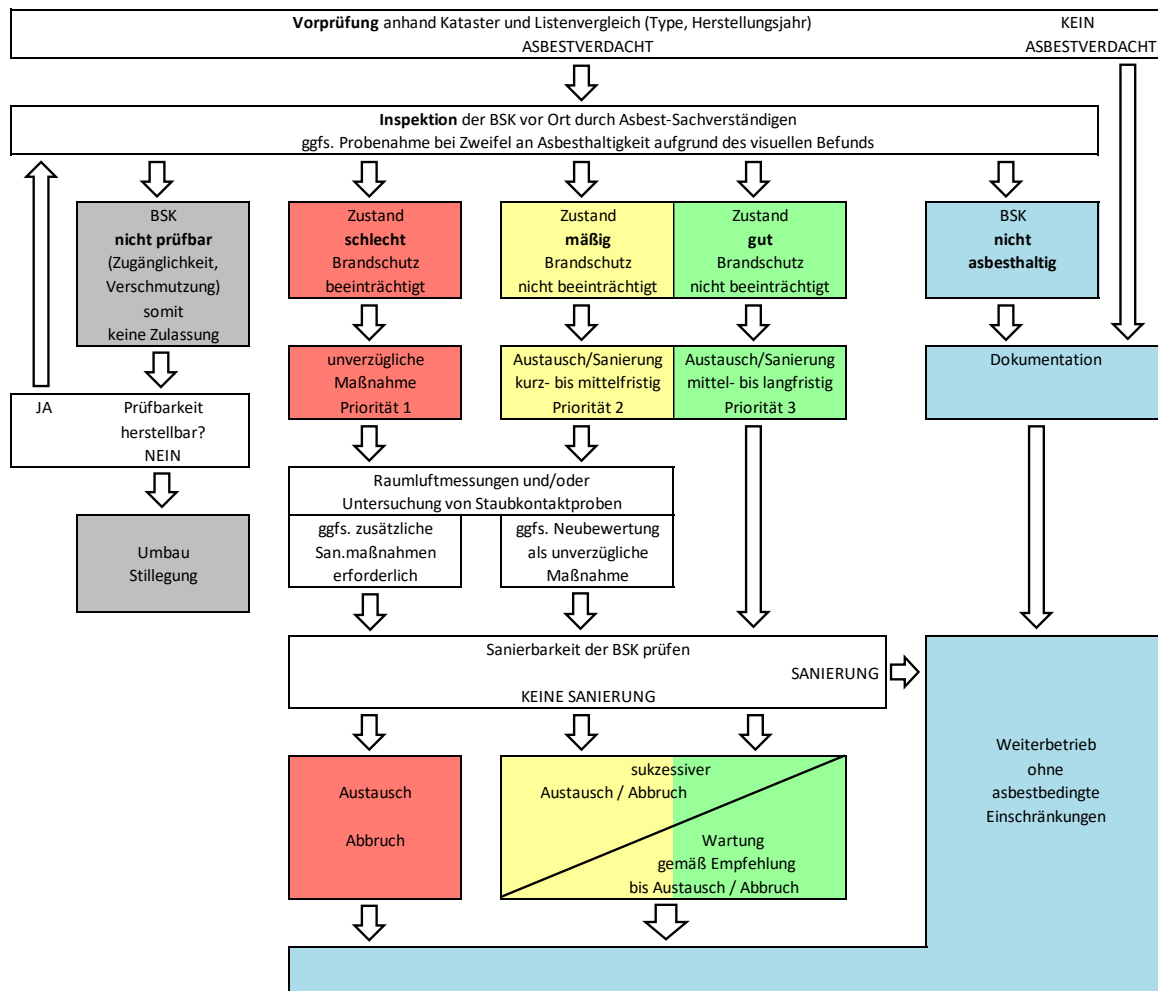 Vorprüfung anhand Kataster und Listenvergleich (Type, Herstellungsjahr)
ASBESTVERDACHT
KEIN
ASBESTVERDACHT
Inspektion der BSK vor Ort durch Asbest-Sachverständigen
ggfs. Probenahme bei Zweifel an Asbesthaltigkeit aufgrund des visuellen Befunds
BSK
nicht prüfbar
(Zugänglichkeit,
Verschmutzung)
somit
keine Zulassung
Zustand
schlecht
Brandschutz
beeinträchtigt
Zustand
mäßig
Brandschutz
nicht beeinträchtigt
Zustand
gut
Brandschutz
nicht beeinträchtigt
BSK
nicht
asbesthaltig
unverzügliche
Maßnahme
Priorität 1
Austausch/Sanierung
kurz- bis mittelfristig
Priorität 2
Austausch/Sanierung
mittel- bis langfristig
Priorität 3
Dokumentation
JA
Prüfbarkeit
herstellbar?
NEIN
Raumluftmessungen und/oder
Untersuchung von Staubkontaktproben
ggfs. zusätzliche
San.maßnahmen
erforderlich
ggfs. Neubewertung
als unverzügliche
Maßnahme
Umbau
Stillegung
Sanierbarkeit der BSK prüfen
SANIERUNG
KEINE SANIERUNG
Austausch
Abbruch
sukzessiver
Austausch / Abbruch
Wartung
gemäß Empfehlung
bis Austausch / Abbruch
Weiterbetrieb
ohne
asbestbedingte
Einschränkungen